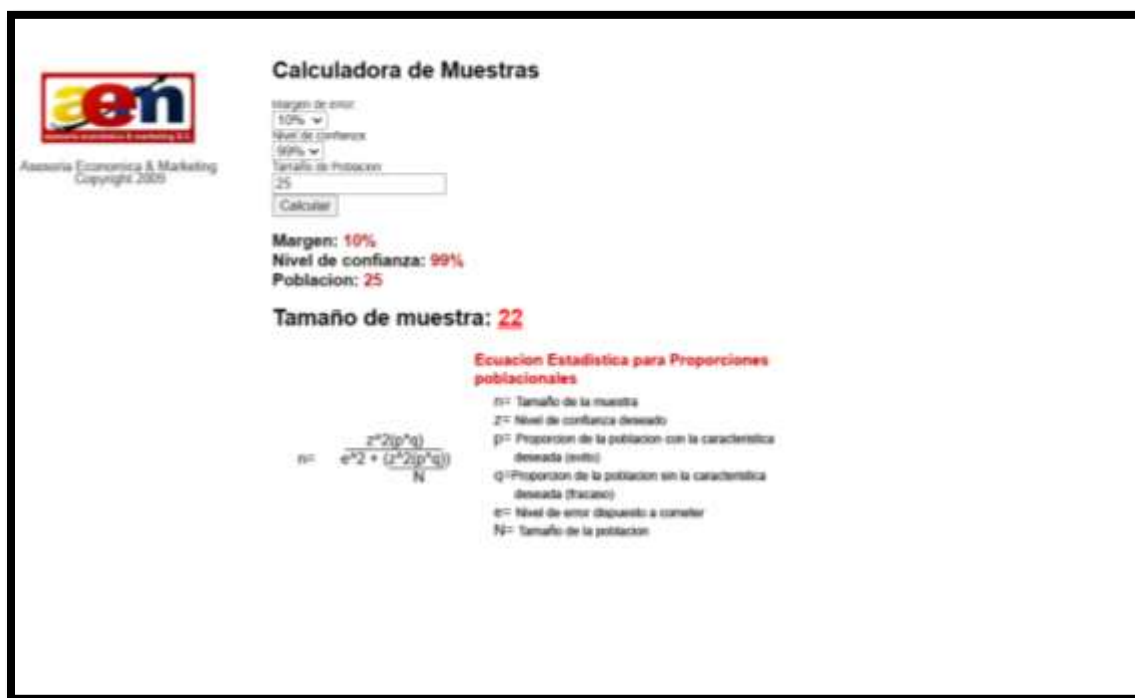 aen
Asesoria Economica & Marketing
Copyright 2009
Calculadora de Muestras
Margen de error:
10%
Nivel de confianza:
99%
Tamaño de Poblacion:
25
Calcular
Margen: 10%
Nivel de confianza: 99%
Poblacion: 25
Tamaño de muestra: 22
Ecuacion Estadistica para Proporciones
poblacionales
n= Tamaño de la muestra
z= Nivel de confianza deseado
p= Proporcion de la poblacion con la caracteristica
deseada (exito)
q=Proporcion de la poblacion sin la caracteristica
deseada (fracaso)
e= Nivel de error dispuesto a cometer
N= Tamaño de la poblacion
z^2(p*q)
n= e^2 + (z^2(p*q))
N